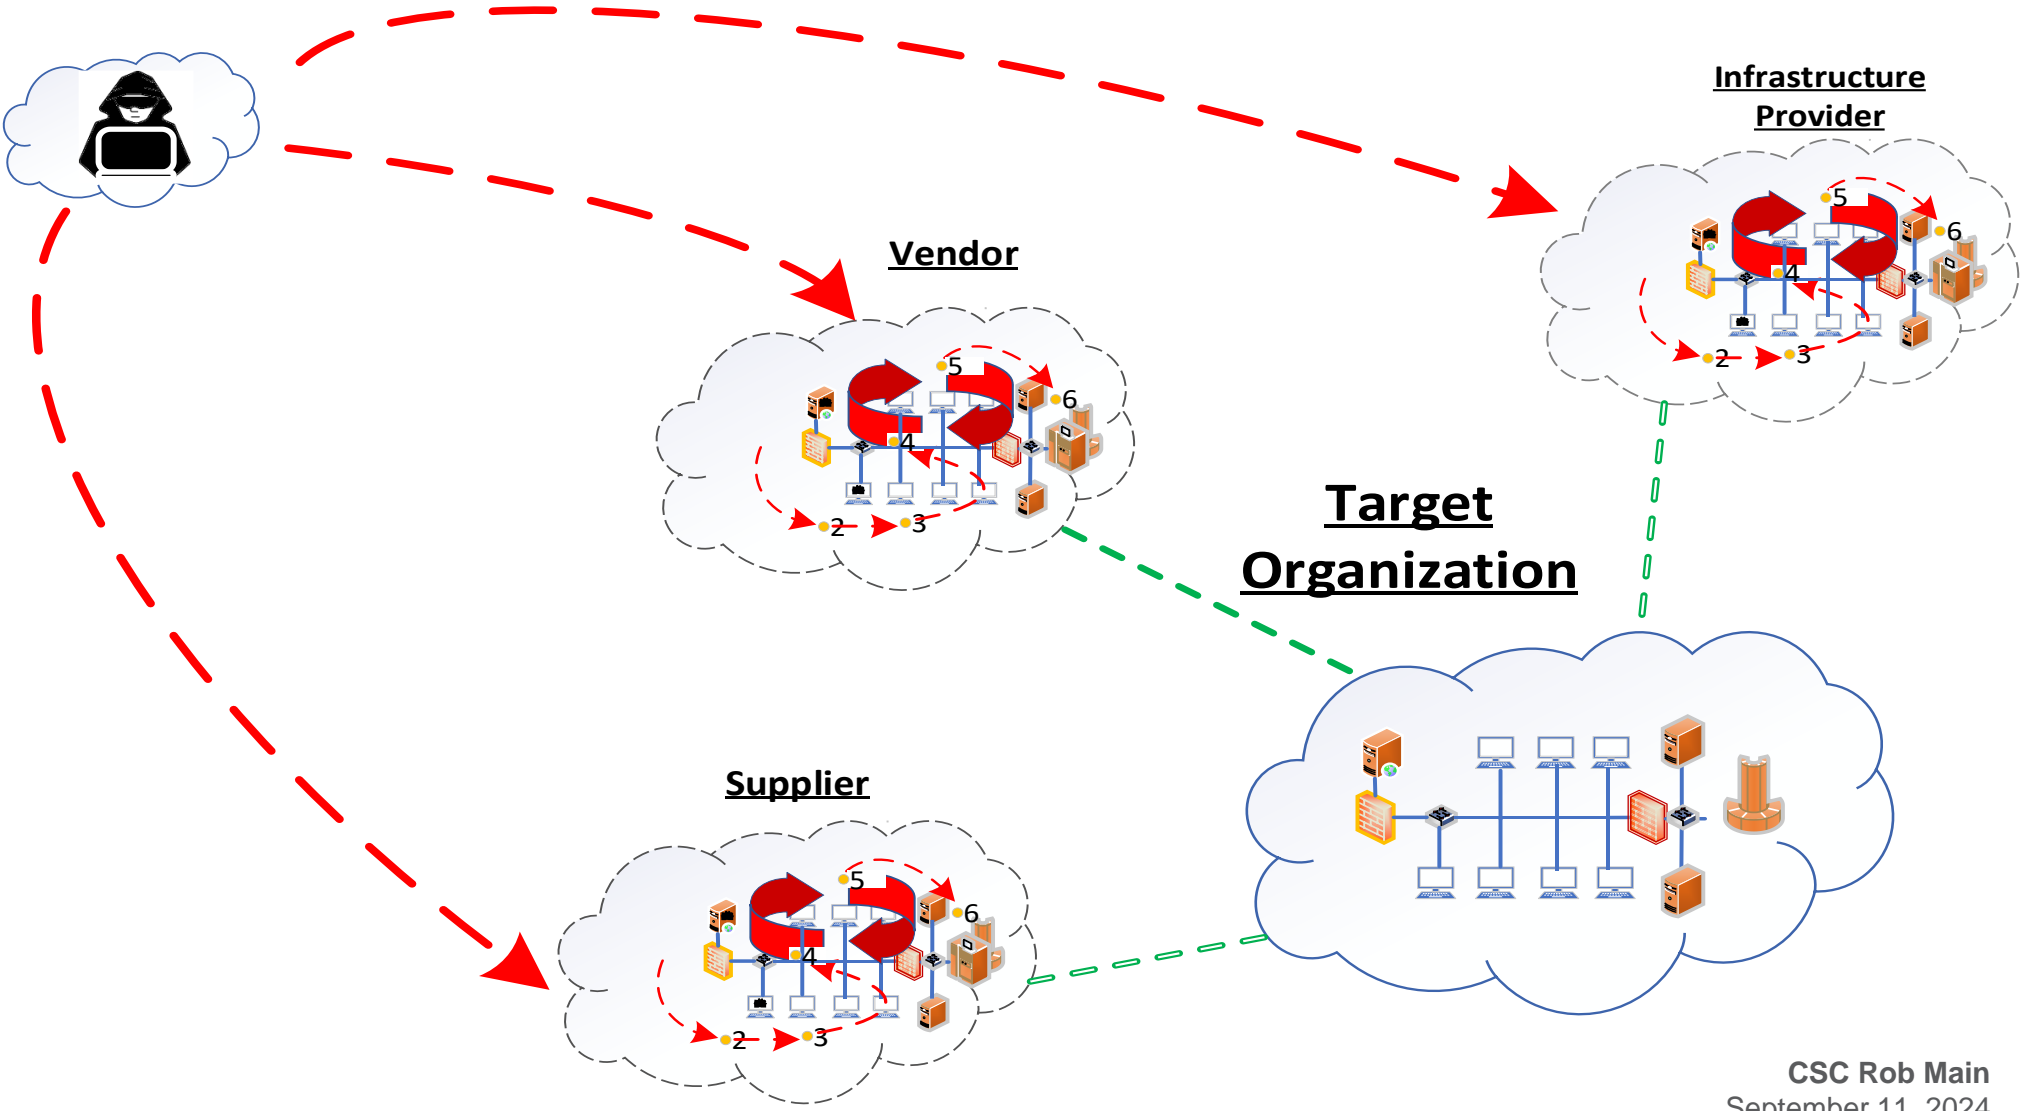 Infrastructure
Provider
5
6
4
2
3
Vendor
5
6
4
2
3
Target
Organization
Supplier
5
6
4
2
3
CSC Rob Main
September 11, 2024